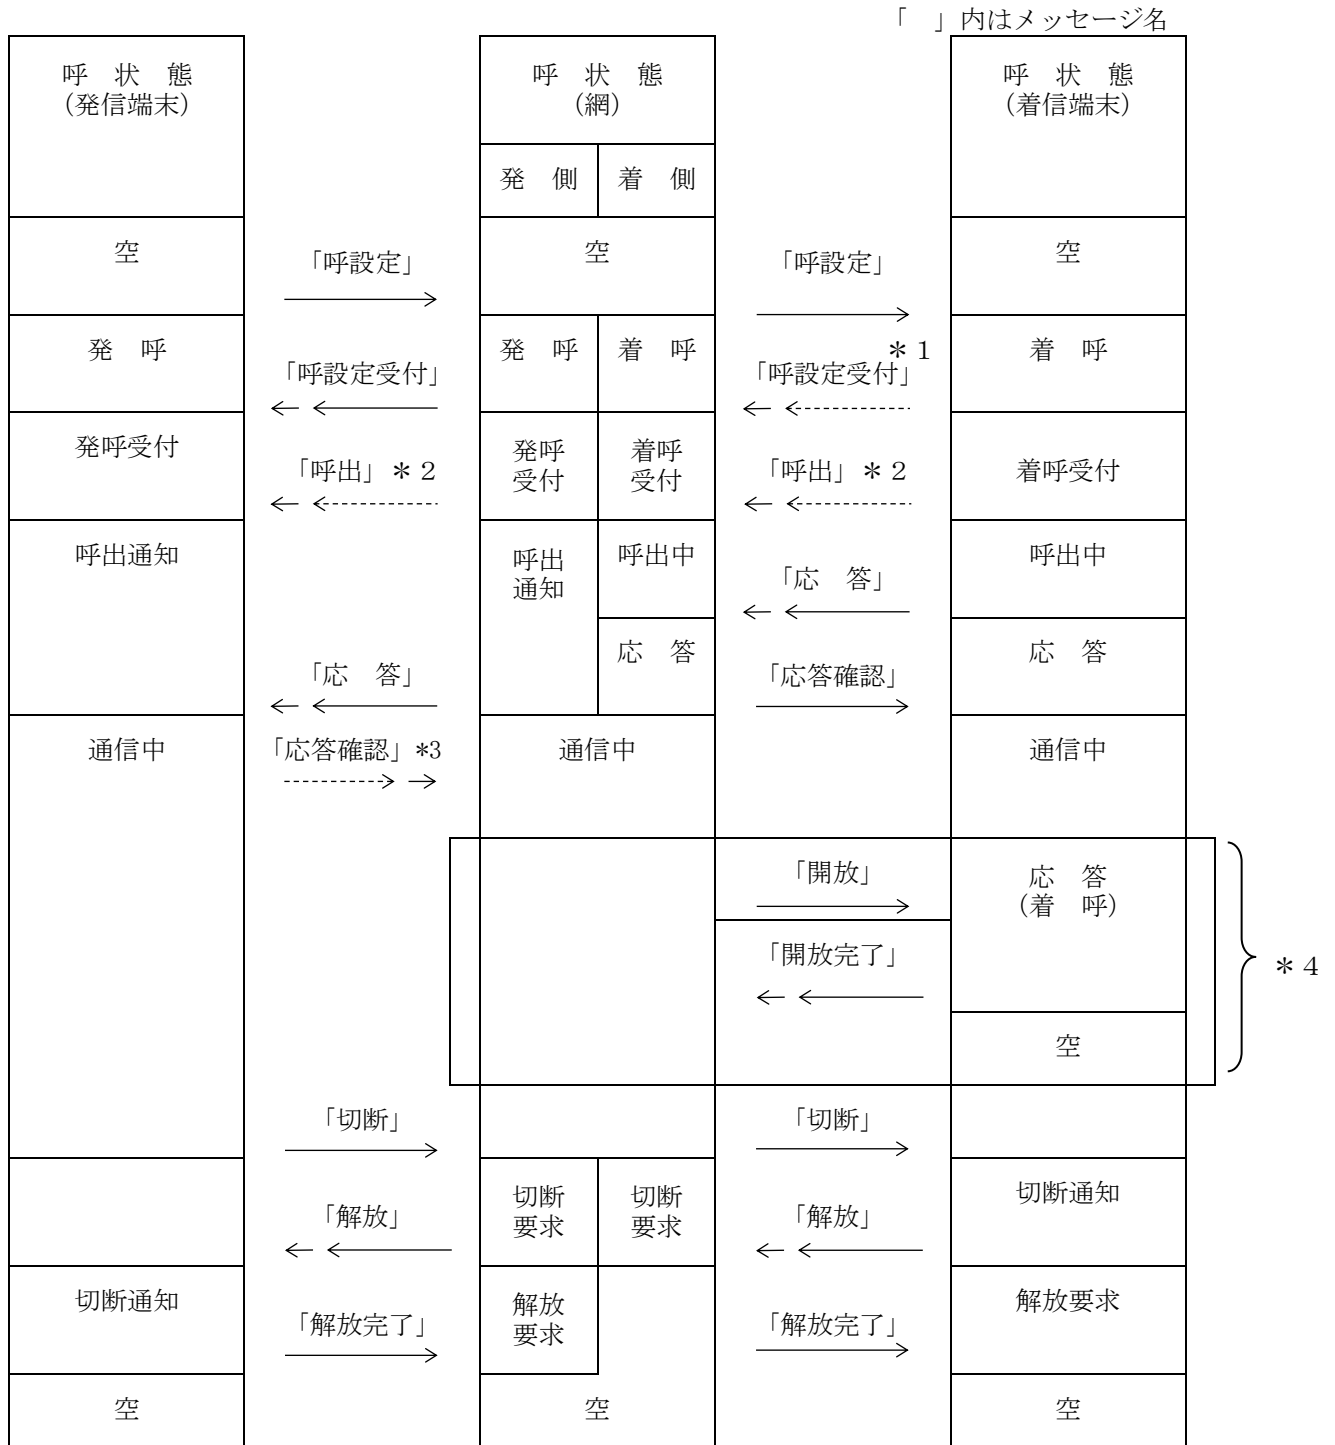 「　」内はメッセージ名
呼　状　態
（発信端末）
呼　状　態
（網）
呼　状　態
（着信端末）
発　側
着　側
空
「呼設定」
空
「呼設定」
空
発　呼
「呼設定受付」
発　呼
着　呼
＊１
「呼設定受付」
着　呼
発呼受付
「呼出」＊２
発呼
受付
着呼
受付
「呼出」＊２
着呼受付
呼出通知
呼出
通知
呼出中
「応　答」
呼出中
「応　答」
応　答
「応答確認」
応　答
通信中
「応答確認」*3
通信中
通信中
「開放」
応　答
（着　呼）
「開放完了」
＊４
空
「切断」
「切断」
「解放」
切断
要求
切断
要求
「解放」
切断通知
切断通知
「解放完了」
解放
要求
「解放完了」
解放要求
空
空
空